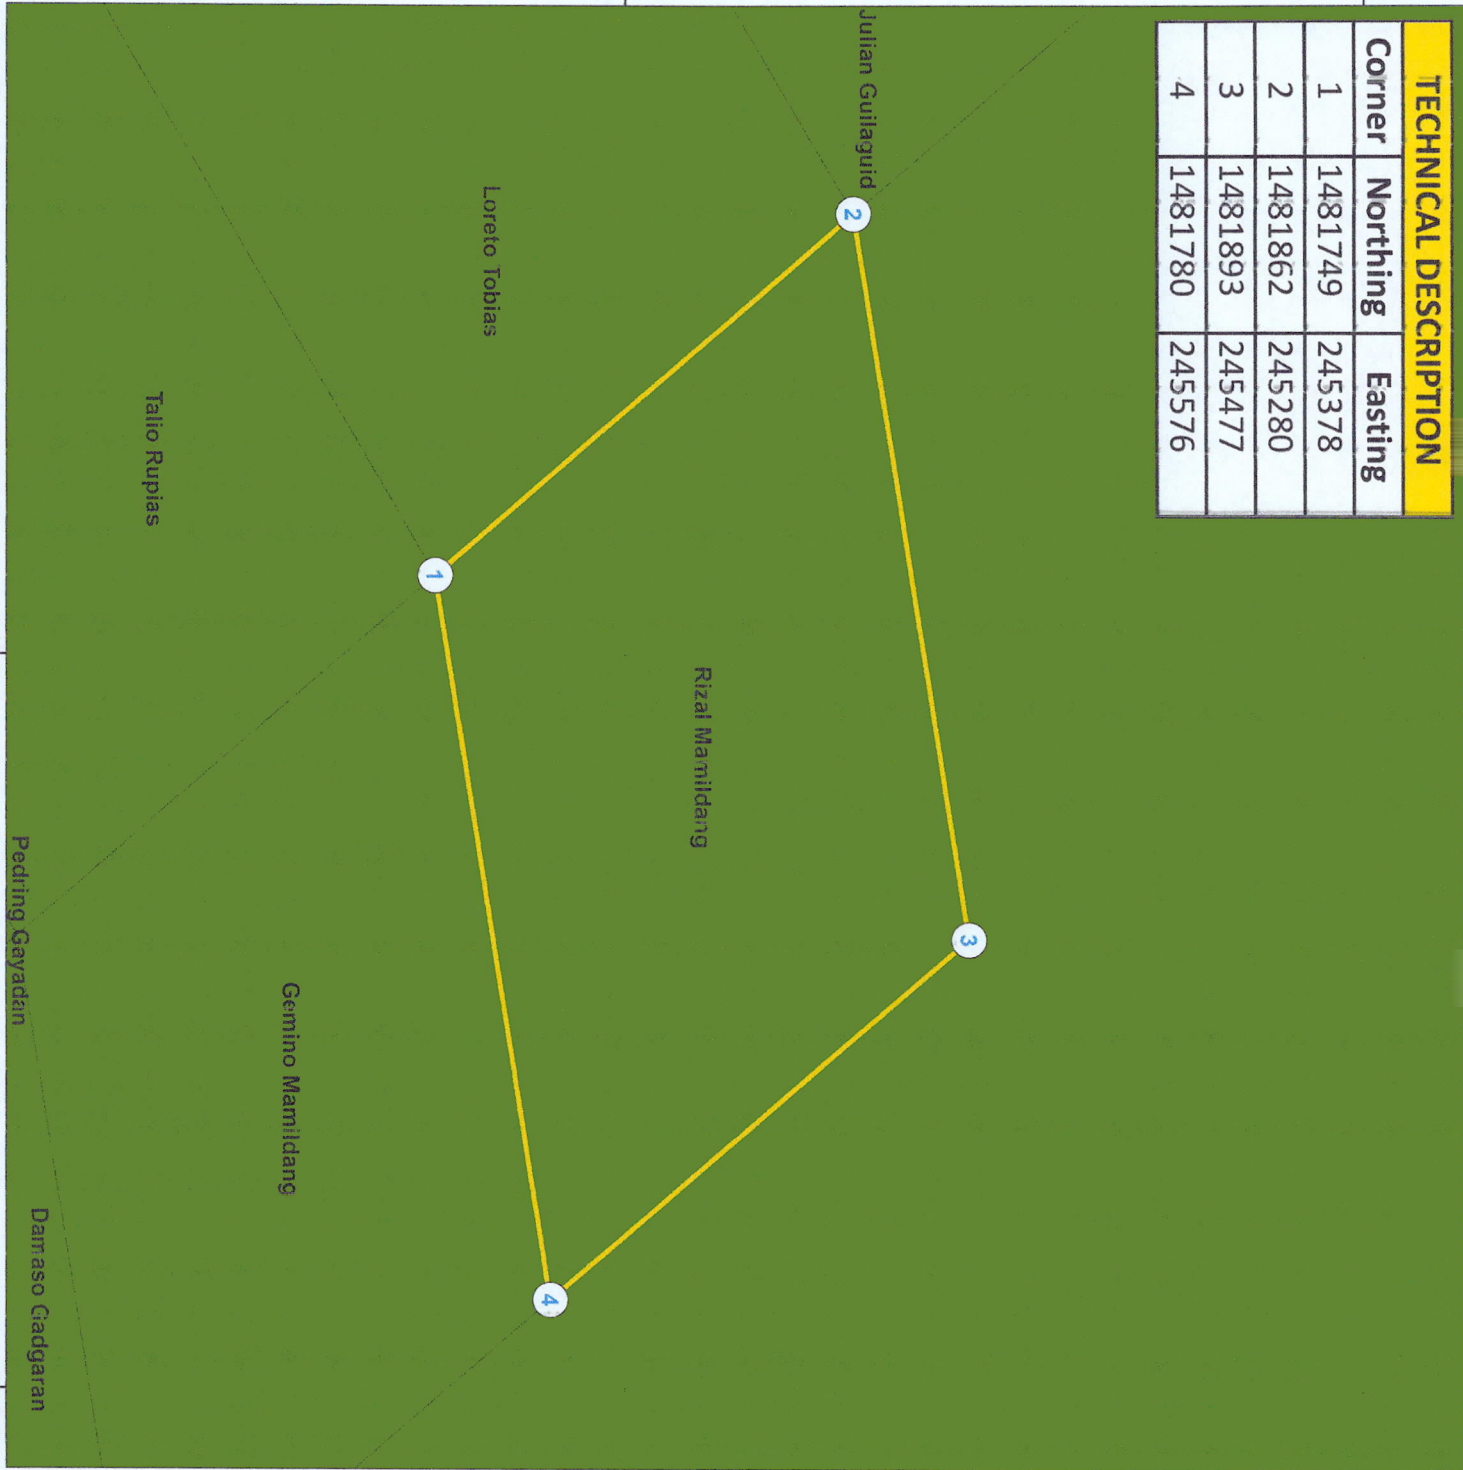 TECHNICAL DESCRIPTION
Corner Northing Easting
1 1481749 245378
2 1481862 245280
3 1481893 245477
4 1481780 245576
Julian Guilaguid
2
3
Rizal Mamildang
Loreto Tobias
1
4
Gemino Mamildang
Talio Rupias
Damaso Gadgaran
Pedring Gayadan